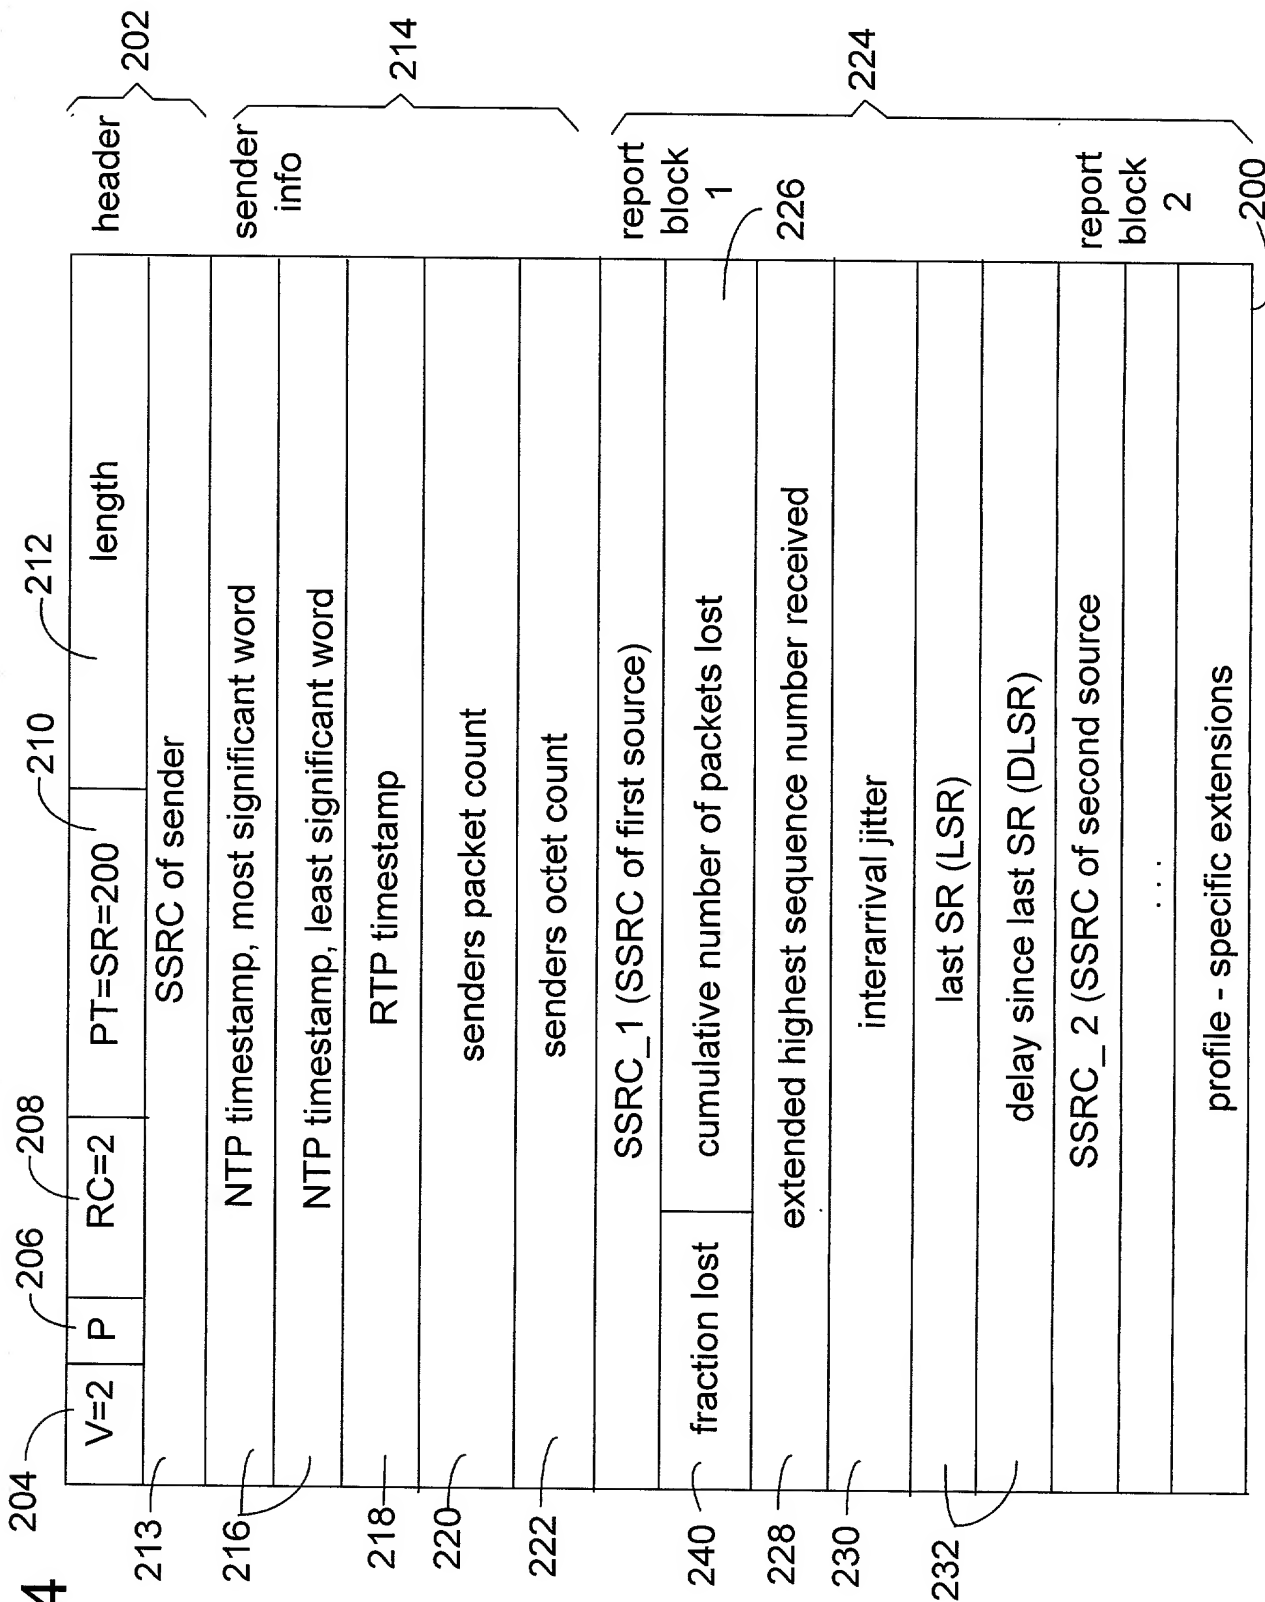 4
204
206
208
210
212
V=2 P RC=2 PT=SR=200 length header 202
213 SSRC of sender
216 NTP timestamp, most significant word sender info 214
NTP timestamp, least significant word
218 RTP timestamp
220 senders packet count
222 senders octet count
SSRC_1 (SSRC of first source) report block 1 224
240 fraction lost cumulative number of packets lost 226
228 extended highest sequence number received
230 interarrival jitter
232 last SR (LSR)
delay since last SR (DLSR)
SSRC_2 (SSRC of second source report block 2
...
profile - specific extensions
200